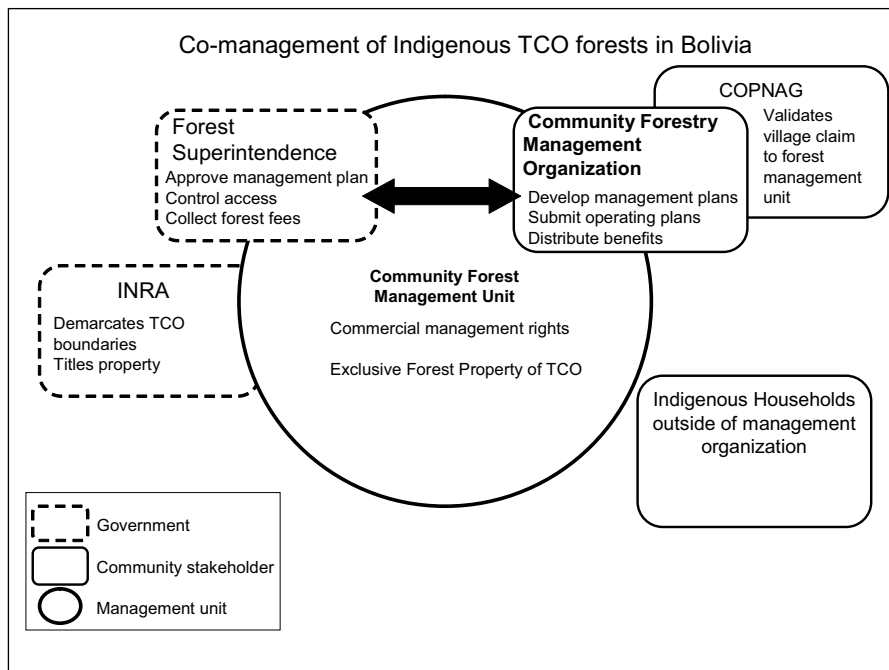 Co-management of Indigenous TCO forests in Bolivia
Forest
Superintendence
Approve management plan
Control access
Collect forest fees
Community Forestry
Management
Organization
Develop management plans
Submit operating plans
Distribute benefits
COPNAG
Validates
village claim
to forest
management
unit
INRA
Demarcates TCO
boundaries
Titles property
Community Forest
Management Unit
Commercial management rights
Exclusive Forest Property of TCO
Indigenous Households
outside of management
organization
Government
Community stakeholder
Management unit